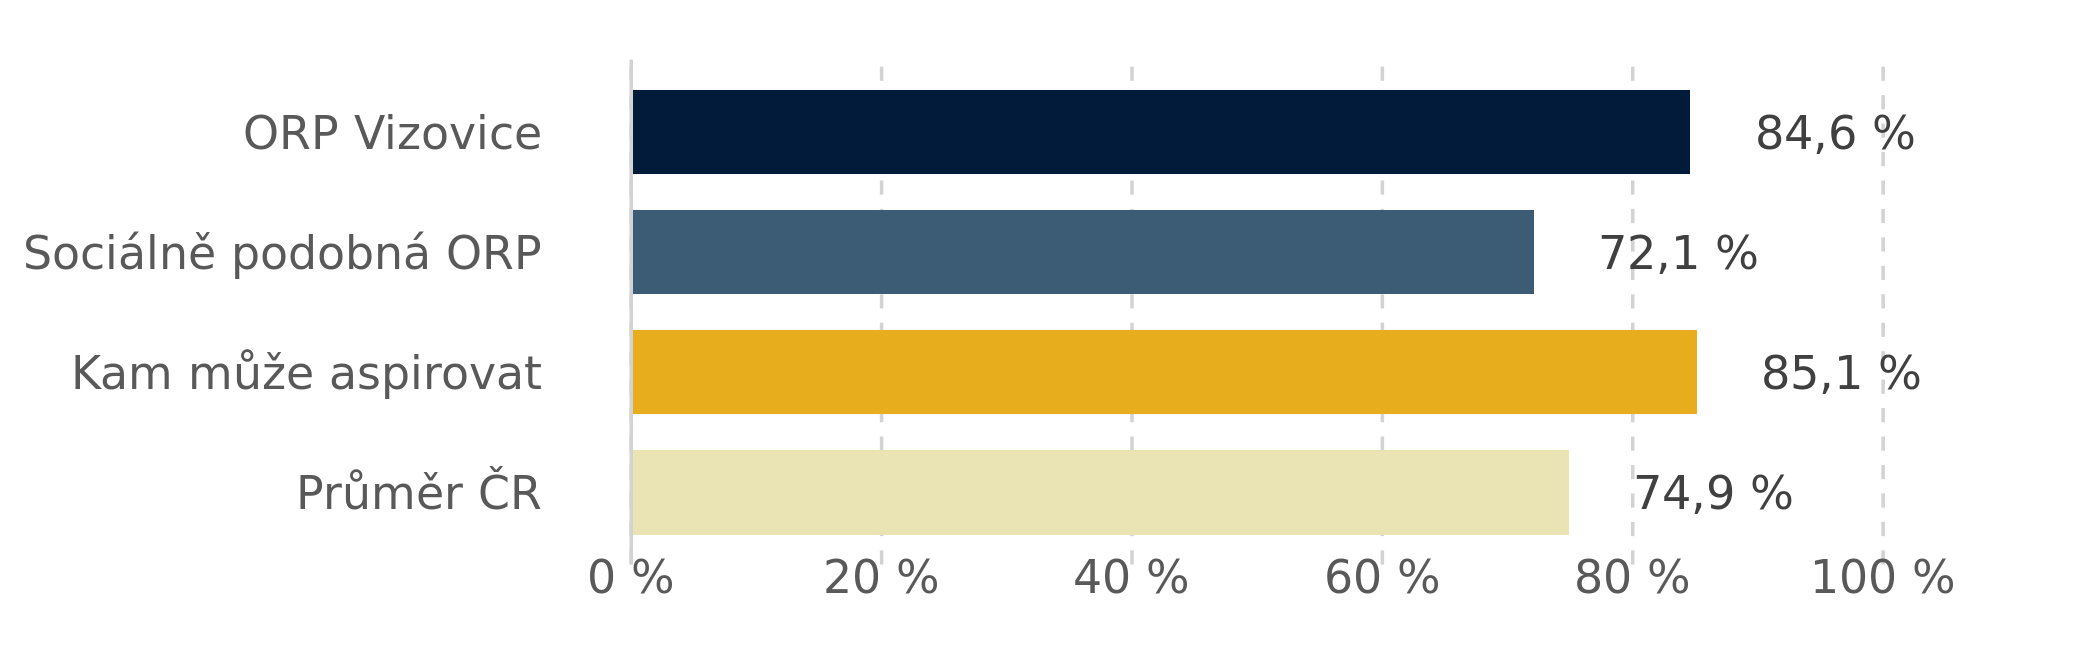 ORP Vizovice 84,6 %
Sociálně podobná ORP 72,1 %
Kam může aspirovat 85,1 %
Průměr ČR 74,9 %
0 % 20 % 40 % 60 % 80 % 100 %